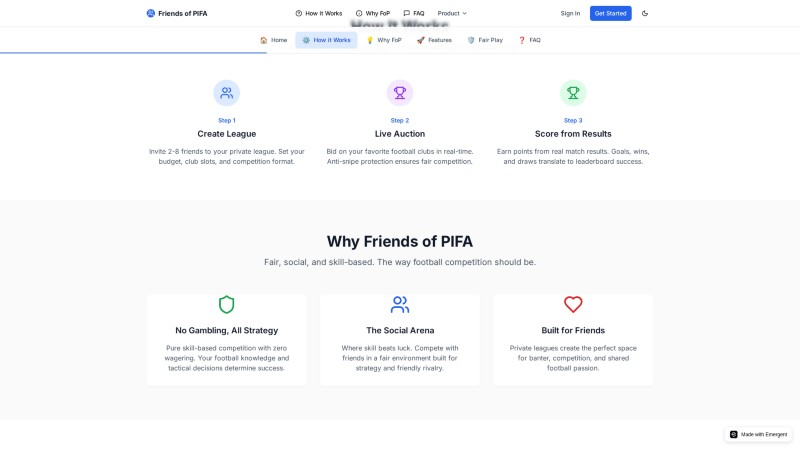 Friends of PIFA
How It Works
Why FoP
FAQ
Product
Sign In
Get Started
How It Works
🏠 Home
⚙️ How it Works
💡 Why FoP
🚀 Features
🛡️ Fair Play
❓ FAQ
Step 1
Create League
Invite 2-8 friends to your private league. Set your
budget, club slots, and competition format.
Step 2
Live Auction
Bid on your favorite football clubs in real-time.
Anti-snipe protection ensures fair competition.
Step 3
Score from Results
Earn points from real match results. Goals, wins,
and draws translate to leaderboard success.
Why Friends of PIFA
Fair, social, and skill-based. The way football competition should be.
No Gambling, All Strategy
Pure skill-based competition with zero
wagering. Your football knowledge and
tactical decisions determine success.
The Social Arena
Where skill beats luck. Compete with
friends in a fair environment built for
strategy and friendly rivalry.
Built for Friends
Private leagues create the perfect space
for banter, competition, and shared
football passion.
Made with Emergent